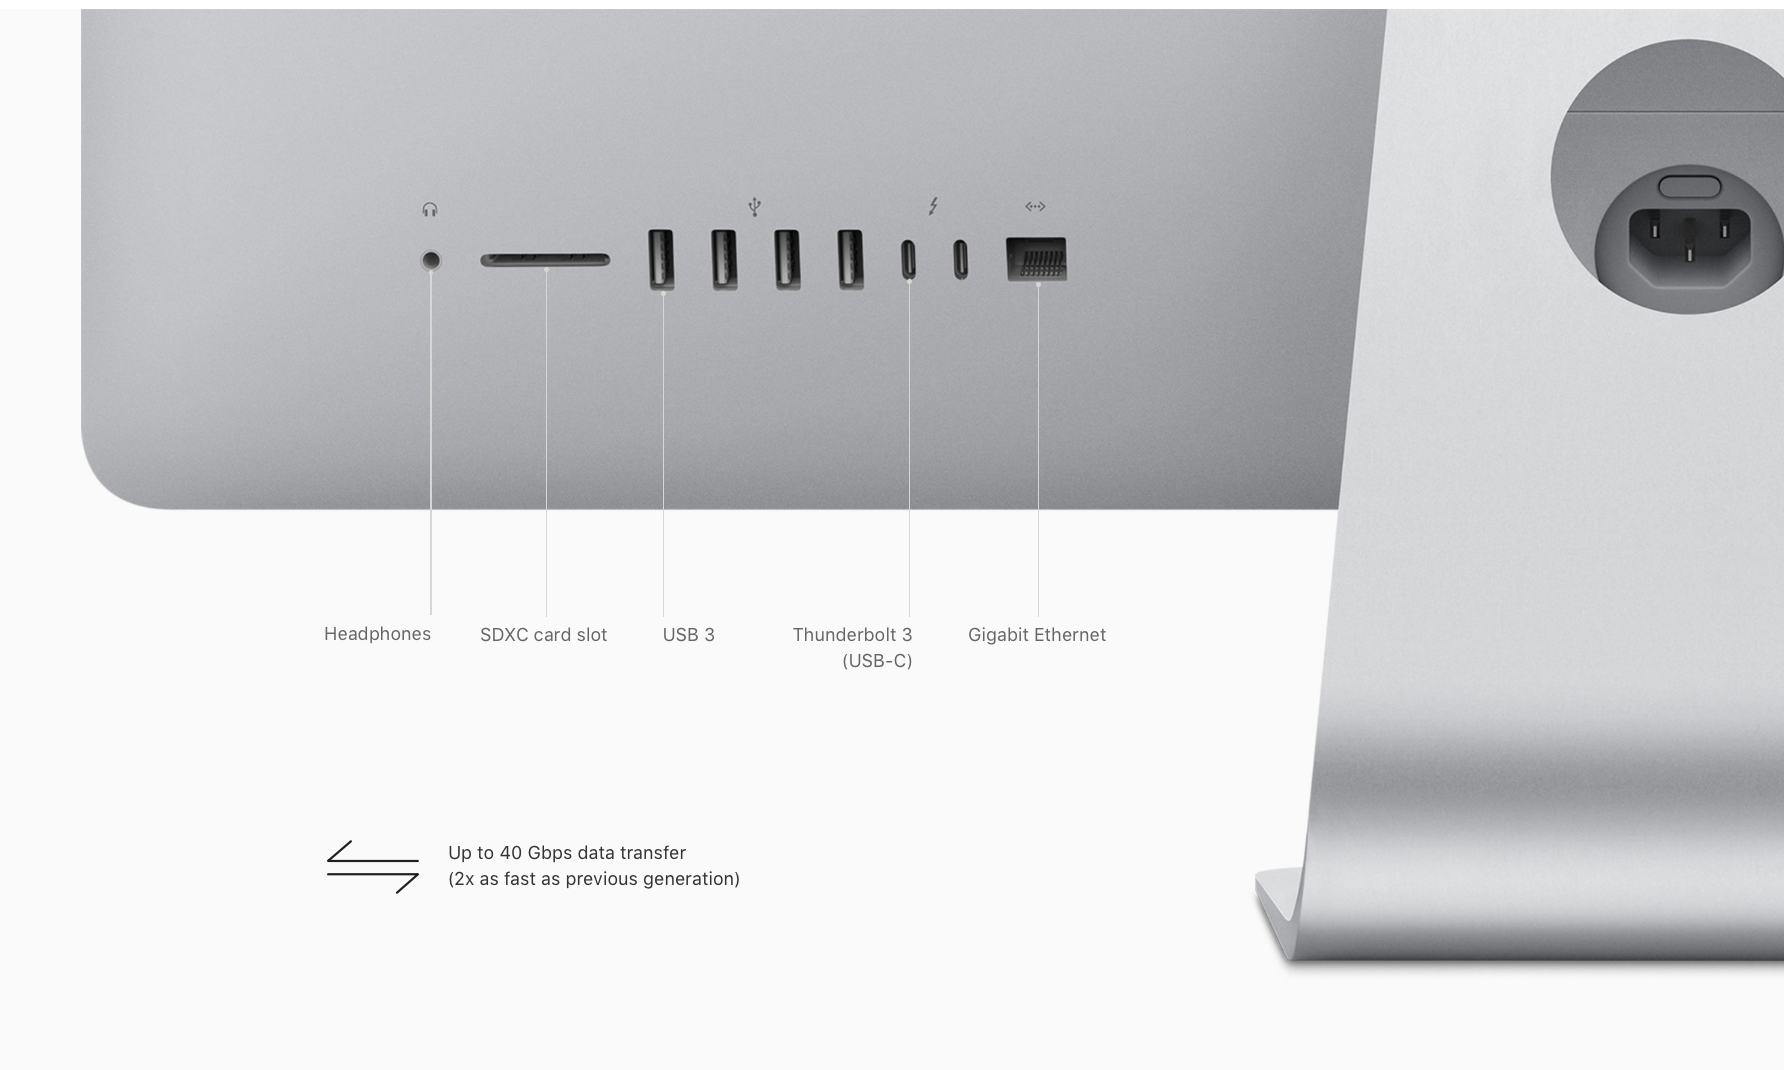 Headphones
SDXC card slot
USB 3
Thunderbolt 3
(USB-C)
Gigabit Ethernet
Up to 40 Gbps data transfer
(2x as fast as previous generation)